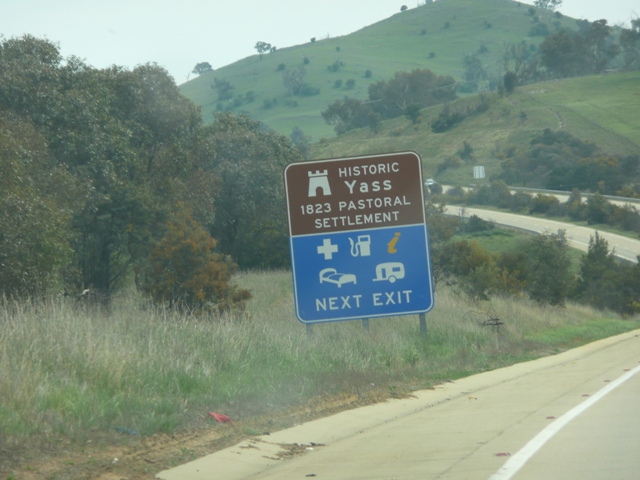 HISTORIC
Yass
1823 PASTORAL
SETTLEMENT
NEXT EXIT